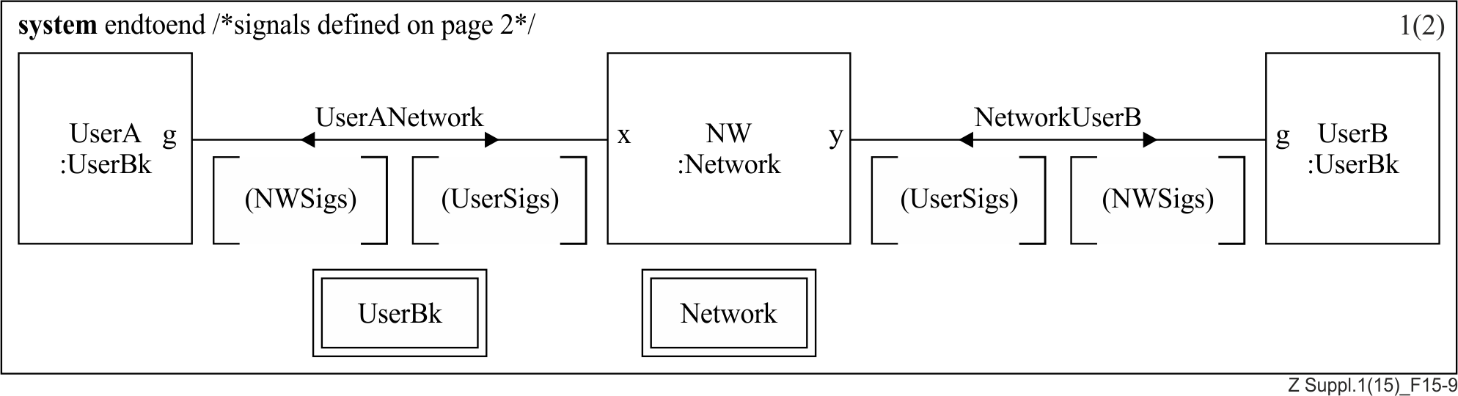 system endtoend /*signals defined on page 2*/
1(2)
UserANetwork
NetworkUserB
UserA
:UserBk
g
x
NW
:Network
y
g
UserB
:UserBk
(NWSigs)
(UserSigs)
(UserSigs)
(NWSigs)
UserBk
Network
Z Suppl.1(15)_F15-9